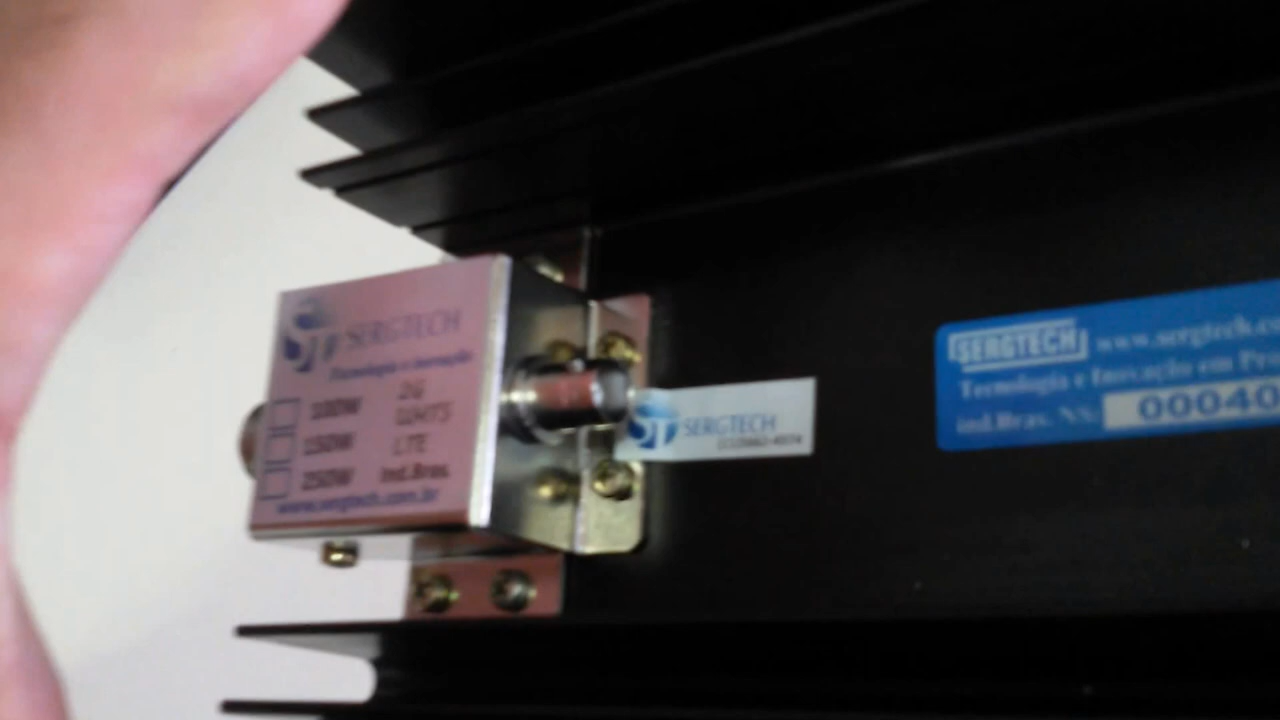 SERGTECH
Tecnologia e inovação
100W 2G
150W LTE
250W Ind.Bras.
www.sergtech.com.br
SERGTECH
SERGTECH www.sergtech.co
Tecnologia e Inovação em Pro
Ind.Bras. NS: 00040